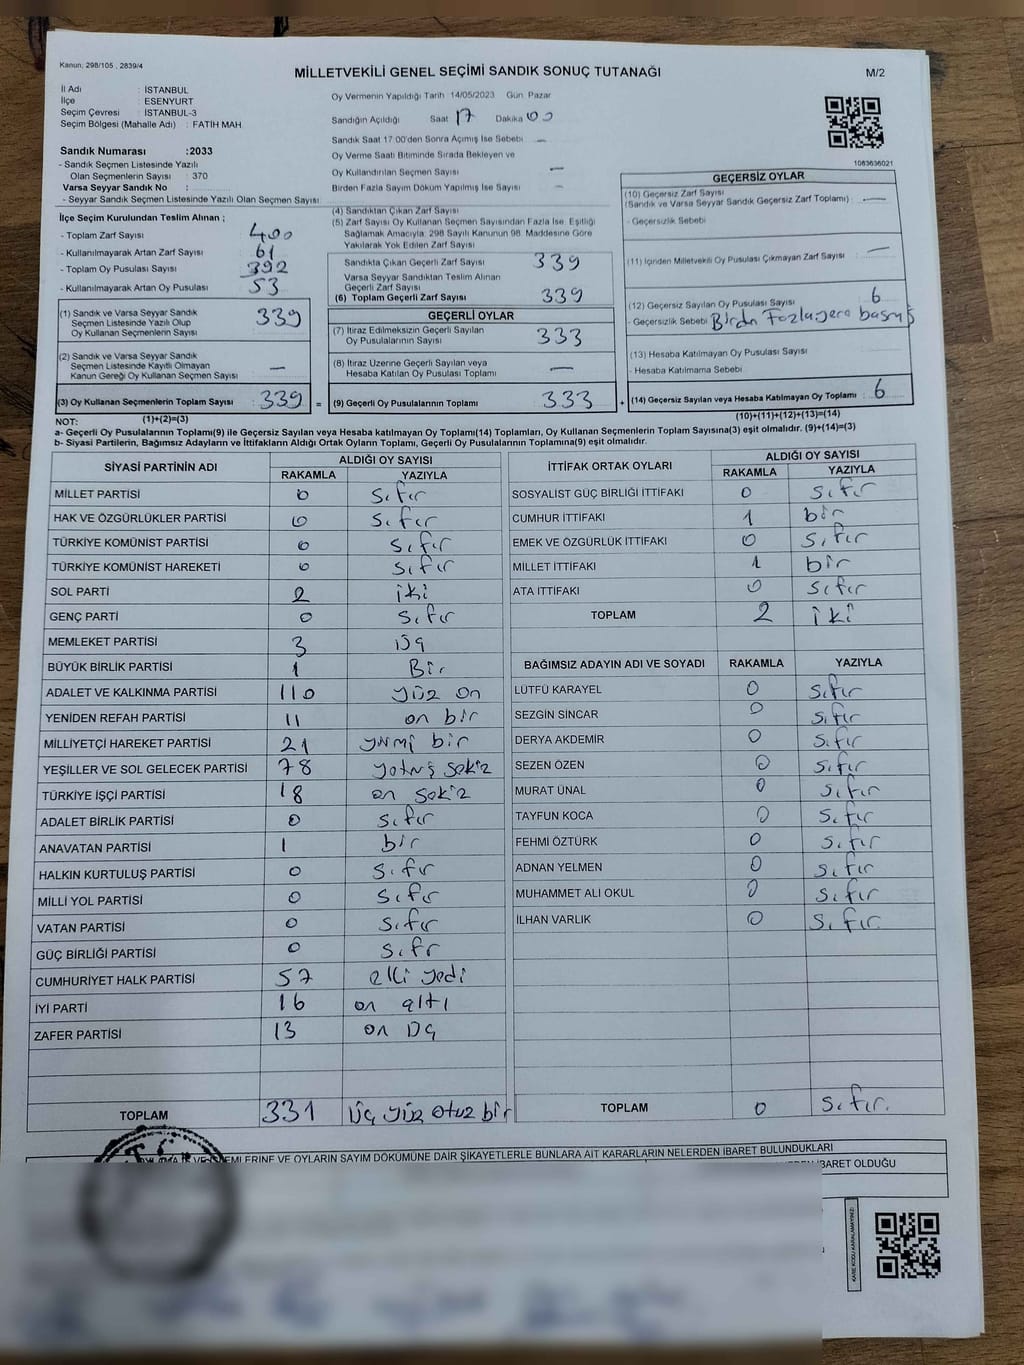 Kanun; 298/105 , 2839/4
MİLLETVEKİLİ GENEL SEÇİMİ SANDIK SONUÇ TUTANAĞI
M/2
İl Adı : İSTANBUL
İlçe : ESENYURT
Seçim Çevresi : İSTANBUL-3
Seçim Bölgesi (Mahalle Adı) : FATİH MAH.
Sandık Numarası :2033
- Sandık Seçmen Listesinde Yazılı
Olan Seçmenlerin Sayısı : 370
Varsa Seyyar Sandık No :
- Seyyar Sandık Seçmen Listesinde Yazılı Olan Seçmen Sayısı
Oy Vermenin Yapıldığı Tarih 14/05/2023 Gün Pazar
Sandığın Açıldığı Saat 17 Dakika 00
Sandık Saat 17:00'den Sonra Açılmış İse Sebebi —
Oy Verme Saati Bitiminde Sırada Bekleyen ve
Oy Kullandırılan Seçmen Sayısı —
Birden Fazla Sayım Döküm Yapılmış İse Sayısı —
1083636021
İlçe Seçim Kurulundan Teslim Alınan ;
- Toplam Zarf Sayısı : 400
- Kullanılmayarak Artan Zarf Sayısı : 61
- Toplam Oy Pusulası Sayısı : 392
- Kullanılmayarak Artan Oy Pusulası : 53
(1) Sandık ve Varsa Seyyar Sandık
Seçmen Listesinde Yazılı Olup
Oy Kullanan Seçmenlerin Sayısı : 339
(2) Sandık ve Varsa Seyyar Sandık
Seçmen Listesinde Kayıtlı Olmayan
Kanun Gereği Oy Kullanan Seçmen Sayısı : —
(3) Oy Kullanan Seçmenlerin Toplam Sayısı : 339 =
(1)+(2)=(3)
(4) Sandıktan Çıkan Zarf Sayısı
(5) Zarf Sayısı Oy Kullanan Seçmen Sayısından Fazla İse, Eşitliği
Sağlamak Amacıyla, 298 Sayılı Kanunun 98. Maddesine Göre
Yakılarak Yok Edilen Zarf Sayısı
Sandıkta Çıkan Geçerli Zarf Sayısı 339
Varsa Seyyar Sandıktan Teslim Alınan
Geçerli Zarf Sayısı
(6) Toplam Geçerli Zarf Sayısı 339
GEÇERLİ OYLAR
(7) İtiraz Edilmeksizin Geçerli Sayılan
Oy Pusulalarının Sayısı 333
(8) İtiraz Üzerine Geçerli Sayılan veya
Hesaba Katılan Oy Pusulası Toplamı —
(9) Geçerli Oy Pusulalarının Toplamı 333 +
GEÇERSİZ OYLAR
(10) Geçersiz Zarf Sayısı
(Sandık ve Varsa Seyyar Sandık Geçersiz Zarf Toplamı) : —
- Geçersizlik Sebebi
(11) İçinden Milletvekili Oy Pusulası Çıkmayan Zarf Sayısı : —
(12) Geçersiz Sayılan Oy Pusulası Sayısı 6
- Geçersizlik Sebebi Birdn Fozlayere basmış
(13) Hesaba Katılmayan Oy Pusulası Sayısı
- Hesaba Katılmama Sebebi
(14) Geçersiz Sayılan veya Hesaba Katılmayan Oy Toplamı : 6
(10)+(11)+(12)+(13)=(14)
NOT:
a- Geçerli Oy Pusulalarının Toplamı(9) ile Geçersiz Sayılan veya Hesaba Katılmayan oy Toplamı(14) Toplamları, Oy Kullanan Seçmenlerin Toplam Sayısına(3) eşit olmalıdır. (9)+(14)=(3)
b- Siyasi Partilerin, Bağımsız Adayların ve İttifakların Aldığı Ortak Oyların Toplamı, Geçerli Oy Pusulalarının Toplamına(9) eşit olmalıdır.
SİYASİ PARTİNİN ADI
ALDIĞI OY SAYISI
RAKAMLA YAZIYLA
MİLLET PARTİSİ 0 Sıfır
HAK VE ÖZGÜRLÜKLER PARTİSİ 0 Sıfır
TÜRKİYE KOMÜNİST PARTİSİ 0 Sıfır
TÜRKİYE KOMÜNİST HAREKETİ 0 Sıfır
SOL PARTİ 2 iki
GENÇ PARTİ 0 Sıfır
MEMLEKET PARTİSİ 3 üç
BÜYÜK BİRLİK PARTİSİ 1 Bir
ADALET VE KALKINMA PARTİSİ 110 yüz on
YENİDEN REFAH PARTİSİ 11 on bir
MİLLİYETÇİ HAREKET PARTİSİ 21 yirmi bir
YEŞİLLER VE SOL GELECEK PARTİSİ 78 yetmiş sekiz
TÜRKİYE İŞÇİ PARTİSİ 18 on sekiz
ADALET BİRLİK PARTİSİ 0 Sıfır
ANAVATAN PARTİSİ 1 bir
HALKIN KURTULUŞ PARTİSİ 0 Sıfır
MİLLİ YOL PARTİSİ 0 Sıfır
VATAN PARTİSİ 0 Sıfır
GÜÇ BİRLİĞİ PARTİSİ 0 Sıfr
CUMHURİYET HALK PARTİSİ 57 elli yedi
İYİ PARTİ 16 on altı
ZAFER PARTİSİ 13 on üç
TOPLAM 331 üç yüz otuz bir
İTTİFAK ORTAK OYLARI
ALDIĞI OY SAYISI
RAKAMLA YAZIYLA
SOSYALİST GÜÇ BİRLİĞİ İTTİFAKI 0 Sıfır
CUMHUR İTTİFAKI 1 bir
EMEK VE ÖZGÜRLÜK İTTİFAKI 0 Sıfır
MİLLET İTTİFAKI 1 bir
ATA İTTİFAKI 0 Sıfır
TOPLAM 2 iki
BAĞIMSIZ ADAYIN ADI VE SOYADI RAKAMLA YAZIYLA
LÜTFÜ KARAYEL 0 Sıfır
SEZGİN SİNCAR 0 Sıfır
DERYA AKDEMİR 0 Sıfır
SEZEN ÖZEN 0 Sıfır
MURAT ÜNAL 0 Sıfır
TAYFUN KOCA 0 Sıfır
FEHMİ ÖZTÜRK 0 Sıfır
ADNAN YELMEN 0 Sıfır
MUHAMMET ALİ OKUL 0 Sıfır
İLHAN VARLIK 0 Sıfır.
TOPLAM 0 Sıfır.
VE OYLARIN SAYIM DÖKÜMÜNE DAİR ŞİKAYETLERLE BUNLARA AİT KARARLARIN NELERDEN İBARET BULUNDUKLARI
İBARET OLDUĞU
KARE KODU KARALAMAYINIZ!